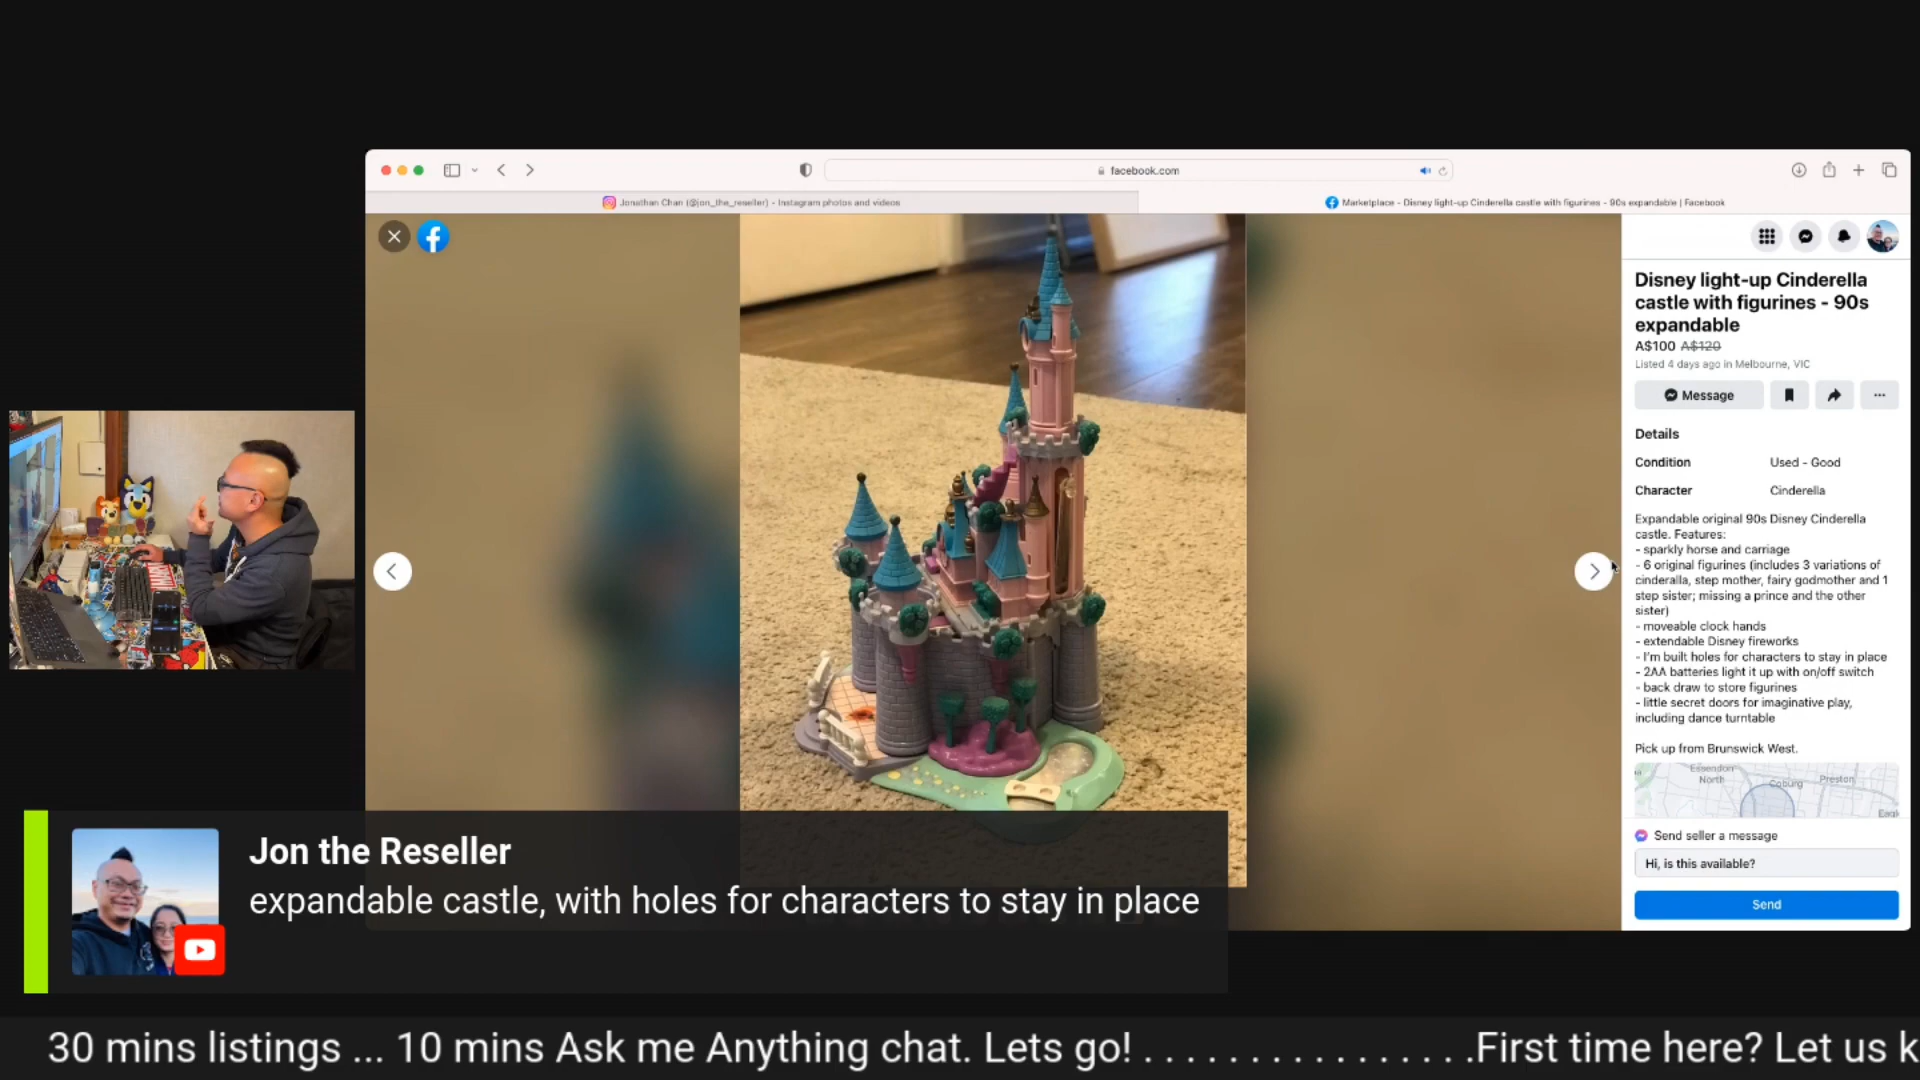 facebook.com
Jonathan Chan (@jon_the_reseller) - Instagram photos and videos
Marketplace - Disney light-up Cinderella castle with figurines - 90s expandable | Facebook
Disney light-up Cinderella
castle with figurines - 90s
expandable
A$100 A$120
Listed 4 days ago in Melbourne, VIC
Message
Details
Condition Used - Good
Character Cinderella
Expandable original 90s Disney Cinderella
castle. Features:
- sparkly horse and carriage
- 6 original figurines (includes 3 variations of
cinderalla, step mother, fairy godmother and 1
step sister; missing a prince and the other
sister)
- moveable clock hands
- extendable Disney fireworks
- I'm built holes for characters to stay in place
- 2AA batteries light it up with on/off switch
- back draw to store figurines
- little secret doors for imaginative play,
including dance turntable
Pick up from Brunswick West.
Essendon
North
Coburg
Preston
Send seller a message
Hi, is this available?
Send
Jon the Reseller
expandable castle, with holes for characters to stay in place
30 mins listings ... 10 mins Ask me Anything chat. Lets go! . . . . . . . . . . . . . . . .First time here? Let us k